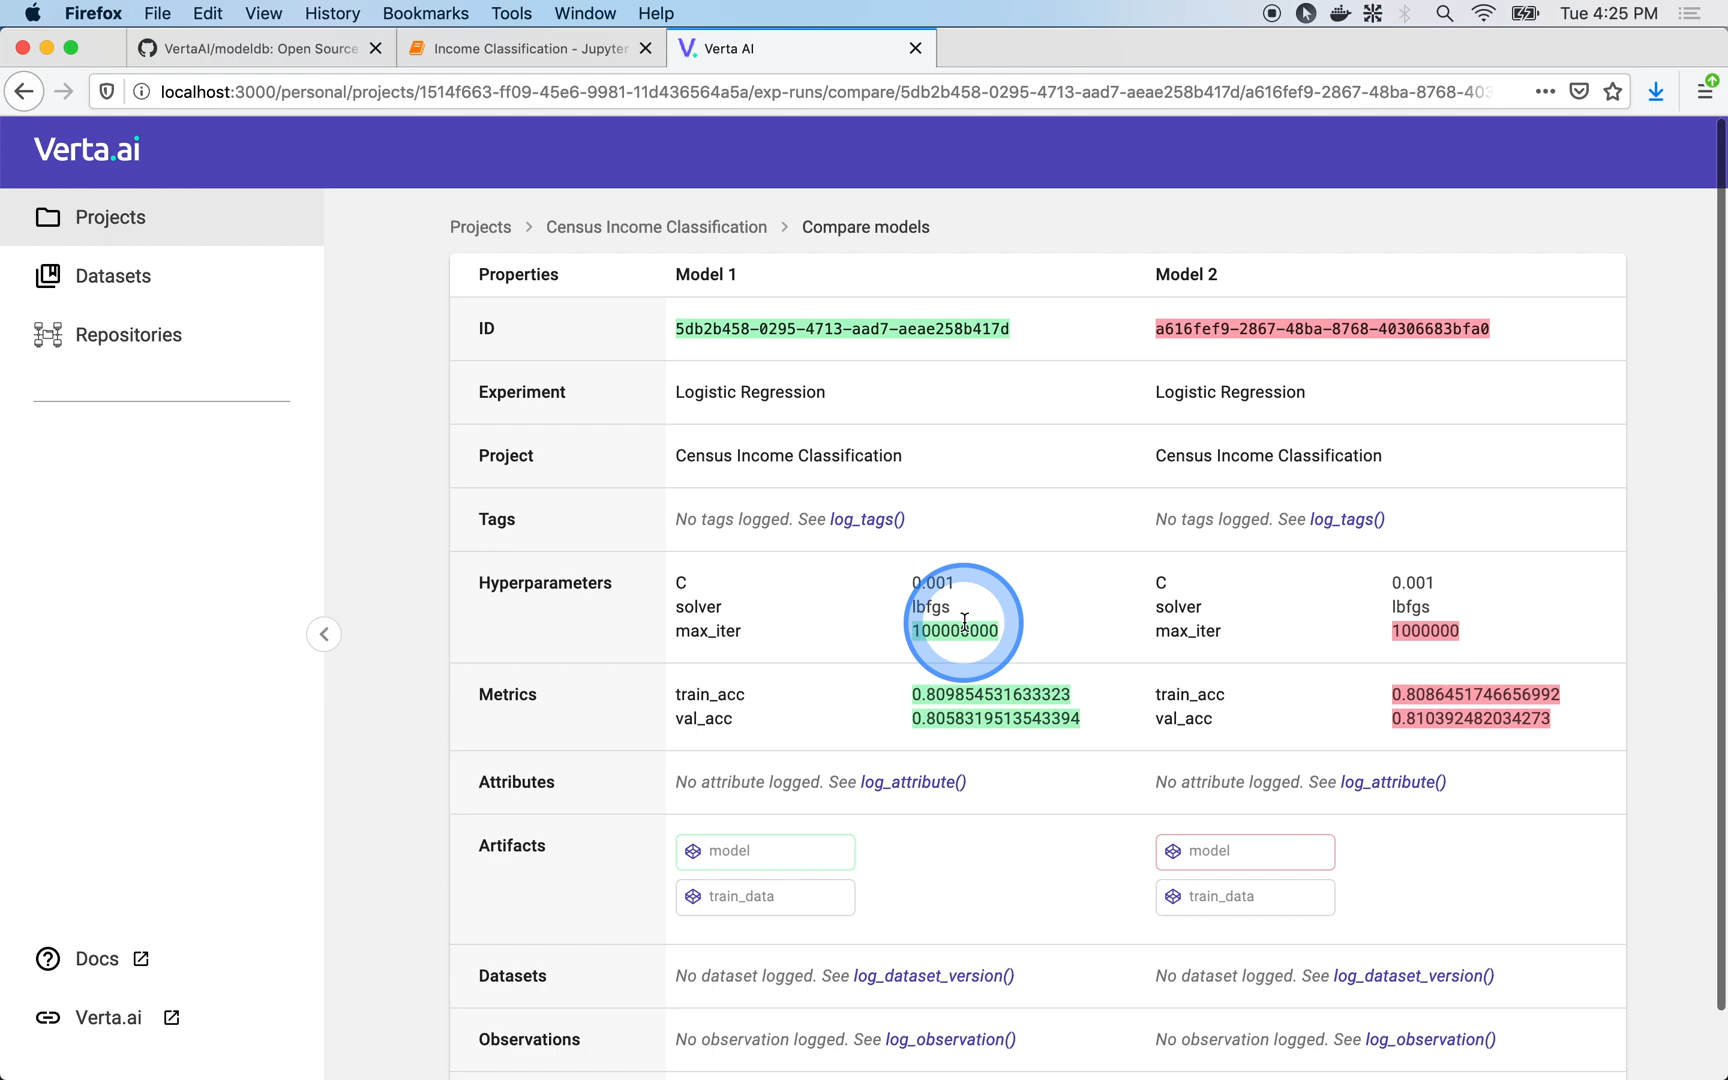 Firefox File Edit View History Bookmarks Tools Window Help Tue 4:25 PM
VertaAI/modeldb: Open Source Income Classification - Jupyter Verta AI
localhost:3000/personal/projects/1514f663-ff09-45e6-9981-11d436564a5a/exp-runs/compare/5db2b458-0295-4713-aad7-aeae258b417d/a616fef9-2867-48ba-8768-403
Verta.ai
Projects
Datasets
Repositories
Docs
Verta.ai
Projects > Census Income Classification > Compare models
Properties Model 1 Model 2
ID 5db2b458-0295-4713-aad7-aeae258b417d a616fef9-2867-48ba-8768-40306683bfa0
Experiment Logistic Regression Logistic Regression
Project Census Income Classification Census Income Classification
Tags No tags logged. See log_tags() No tags logged. See log_tags()
Hyperparameters C 0.001 C 0.001
solver lbfgs solver lbfgs
max_iter 100000000 max_iter 1000000
Metrics train_acc 0.809854531633323 train_acc 0.8086451746656992
val_acc 0.8058319513543394 val_acc 0.810392482034273
Attributes No attribute logged. See log_attribute() No attribute logged. See log_attribute()
Artifacts model model
train_data train_data
Datasets No dataset logged. See log_dataset_version() No dataset logged. See log_dataset_version()
Observations No observation logged. See log_observation() No observation logged. See log_observation()